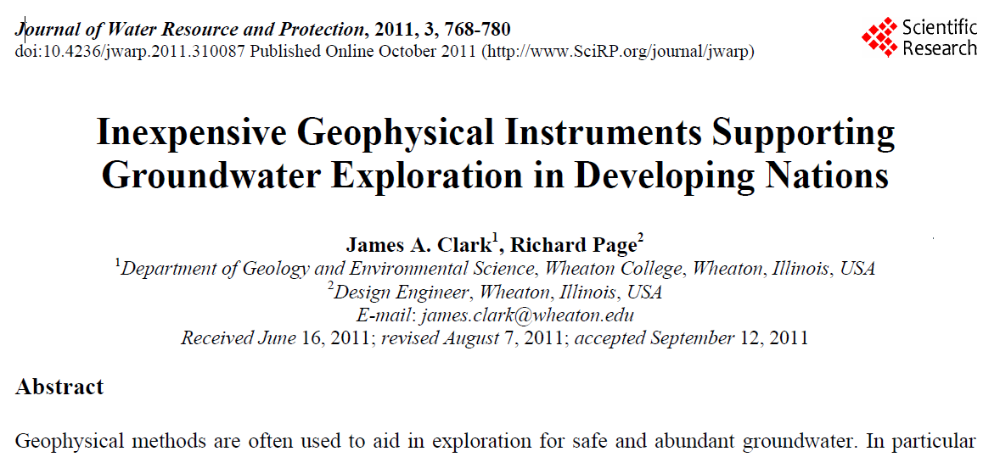 Journal of Water Resource and Protection, 2011, 3, 768-780
doi:10.4236/jwarp.2011.310087 Published Online October 2011 (http://www.SciRP.org/journal/jwarp)
Scientific
Research
Inexpensive Geophysical Instruments Supporting
Groundwater Exploration in Developing Nations
James A. Clark1, Richard Page2
1Department of Geology and Environmental Science, Wheaton College, Wheaton, Illinois, USA
2Design Engineer, Wheaton, Illinois, USA
E-mail: james.clark@wheaton.edu
Received June 16, 2011; revised August 7, 2011; accepted September 12, 2011
Abstract
Geophysical methods are often used to aid in exploration for safe and abundant groundwater. In particular